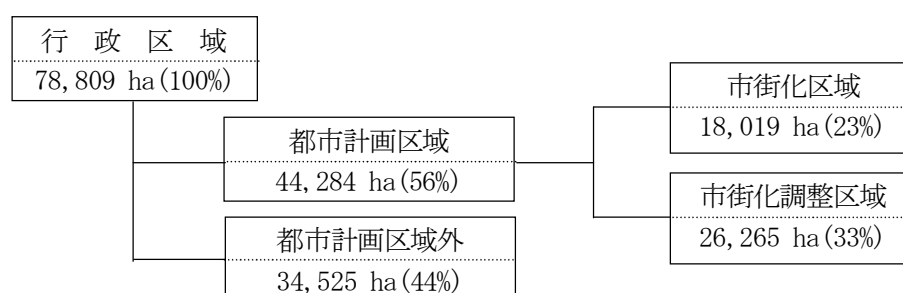 行 政 区 域
78,809 ha(100%)
都市計画区域
44,284 ha(56%)
都市計画区域外
34,525 ha(44%)
市街化区域
18,019 ha(23%)
市街化調整区域
26,265 ha(33%)